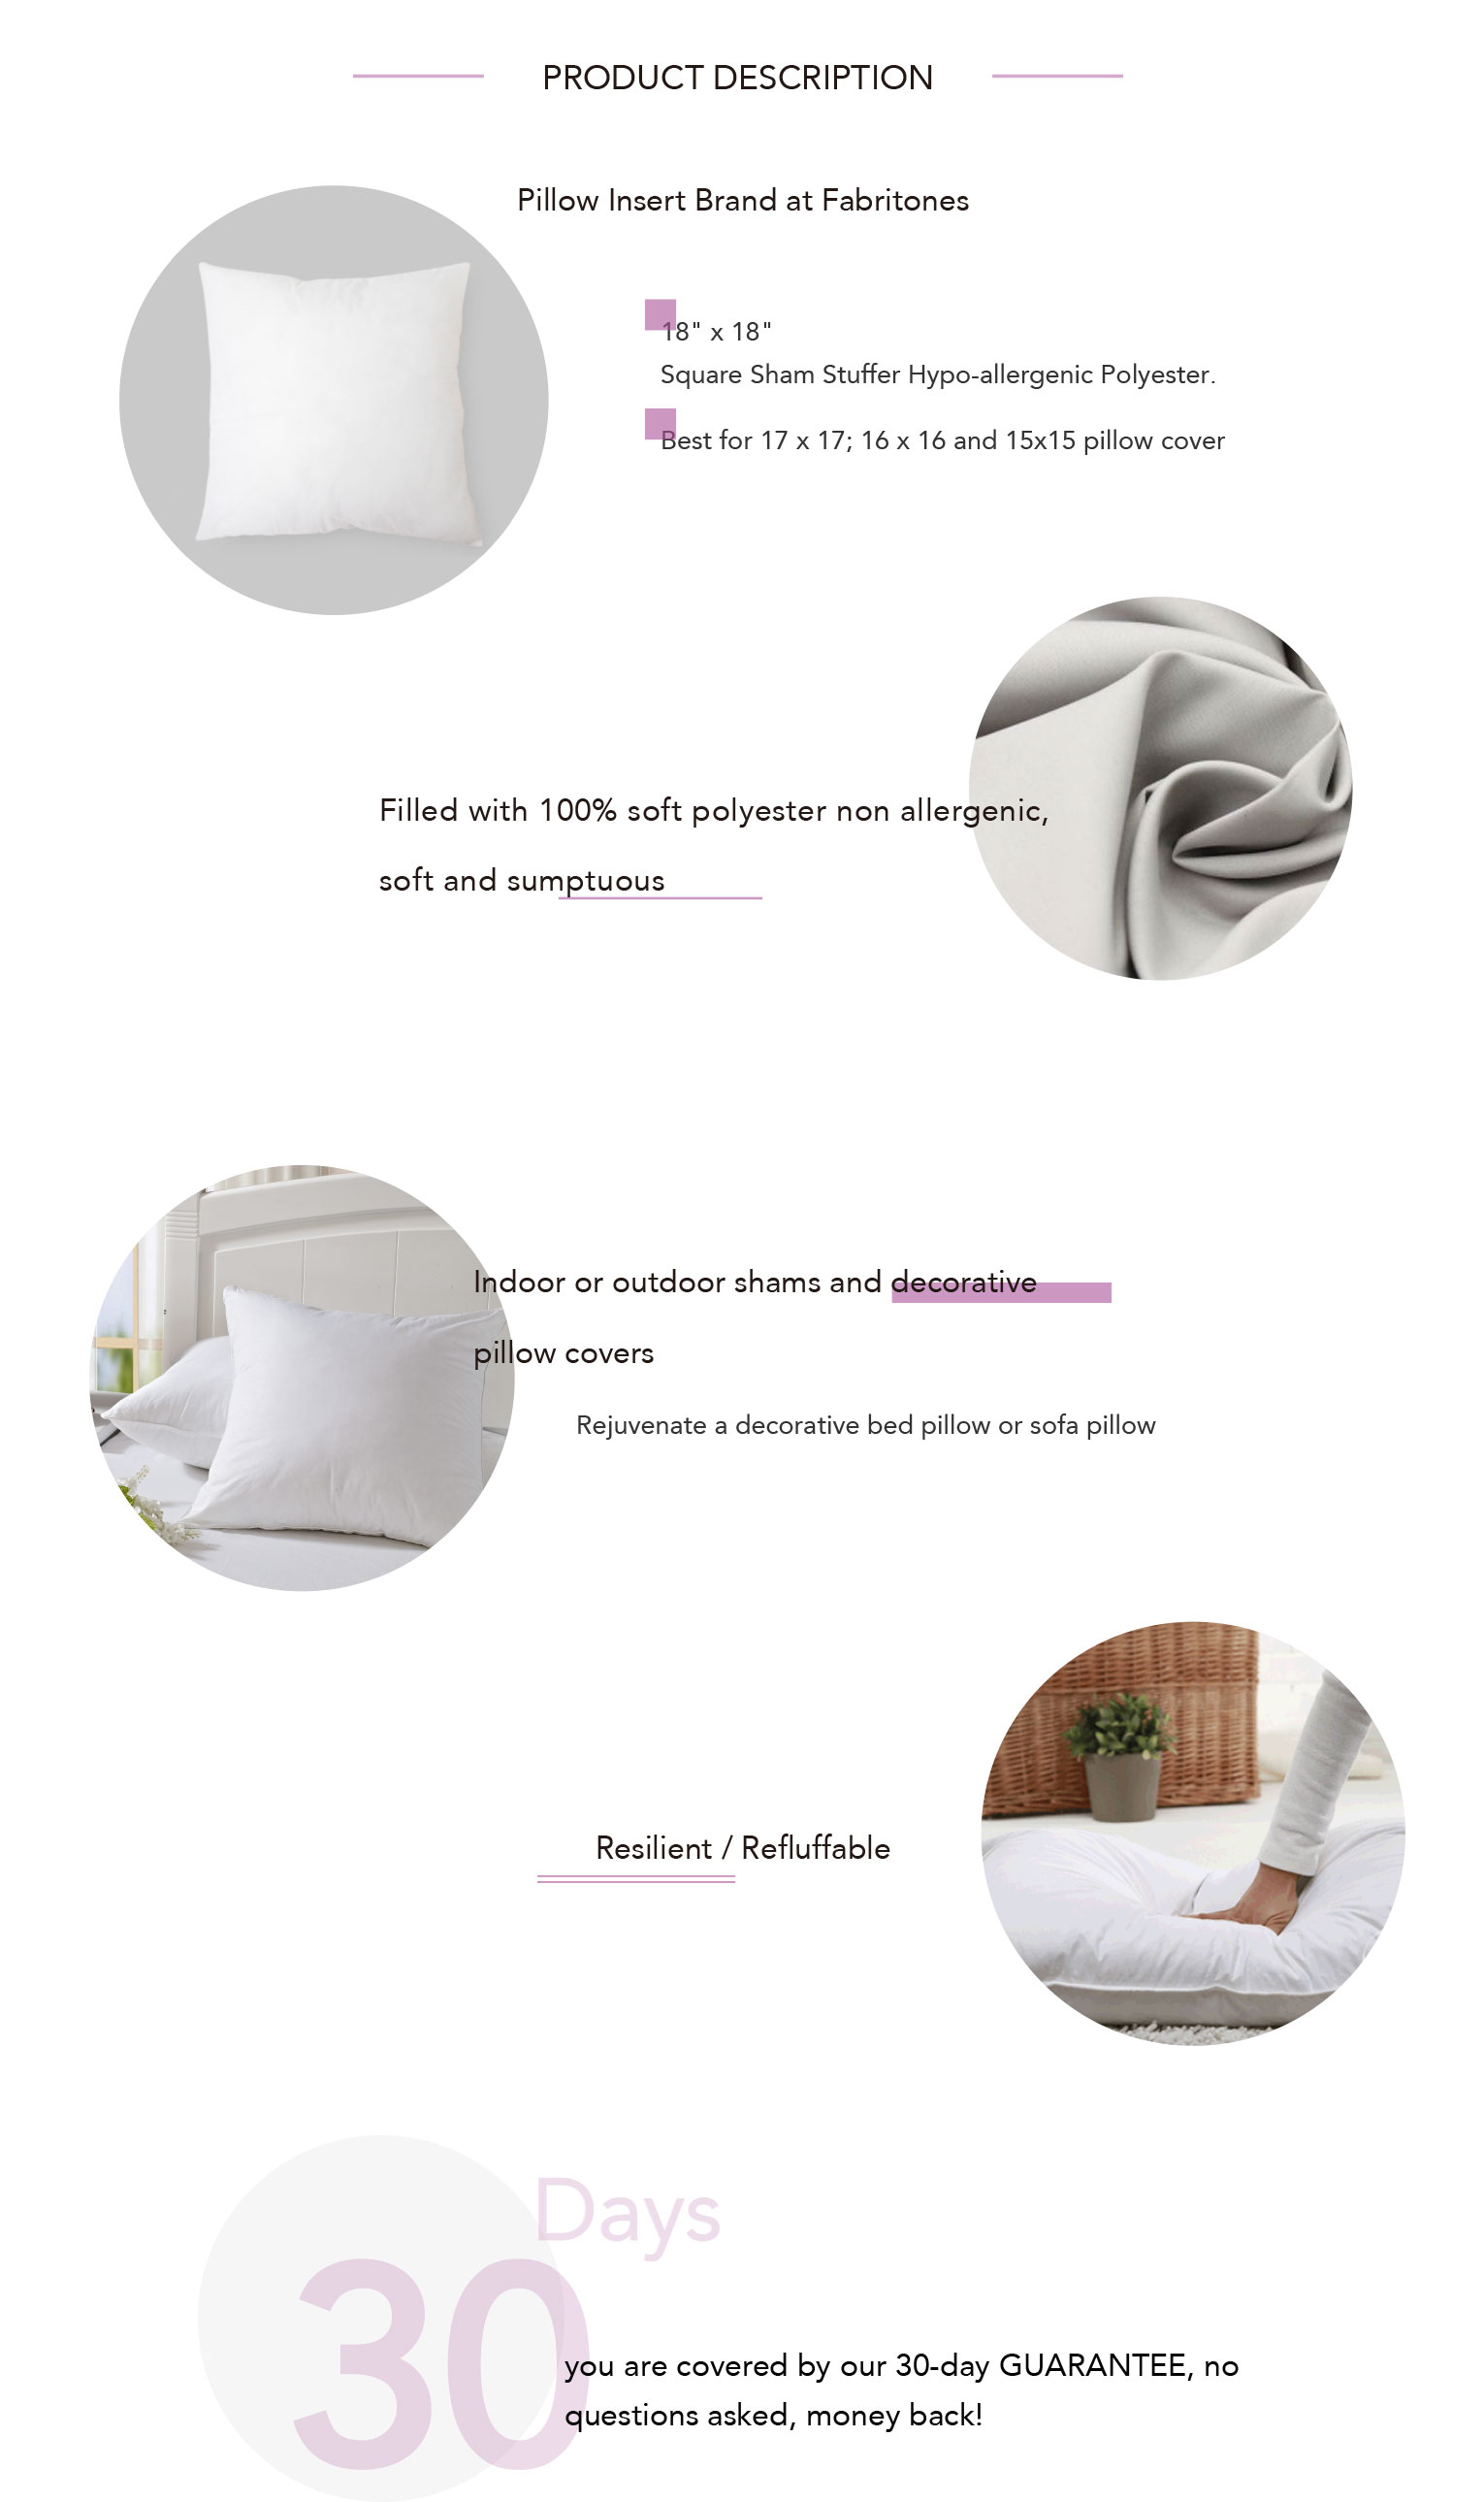 PRODUCT DESCRIPTION
Pillow Insert Brand at Fabritones
18" x 18"
Square Sham Stuffer Hypo-allergenic Polyester.
Best for 17 x 17; 16 x 16 and 15x15 pillow cover
Filled with 100% soft polyester non allergenic,
soft and sumptuous
Indoor or outdoor shams and decorative
pillow covers
Rejuvenate a decorative bed pillow or sofa pillow
Resilient / Refluffable
Days
30
you are covered by our 30-day GUARANTEE, no
questions asked, money back!